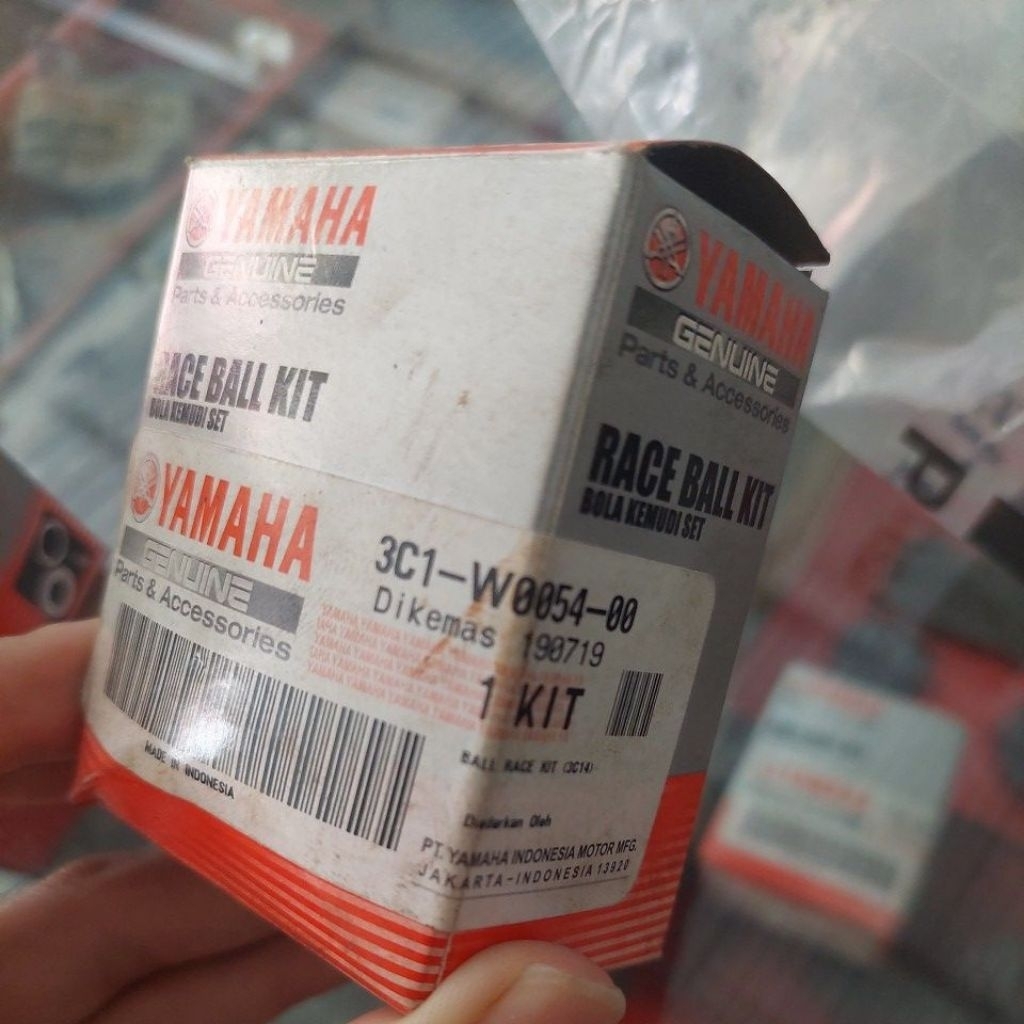 YAMAHA
GENUINE
Parts & Accessories
RACE BALL KIT
BOLA KEMUDI SET
YAMAHA
GENUINE
Parts & Accessories
3C1-W0054-00
Dikemas 190719
1 KIT
BALL RACE KIT (3C14)
MADE IN INDONESIA
Diedarkan Oleh
PT. YAMAHA INDONESIA MOTOR MFG.
JAKARTA-INDONESIA 13920
YAMAHA
GENUINE
Parts & Accessories
RACE BALL KIT
BOLA KEMUDI SET